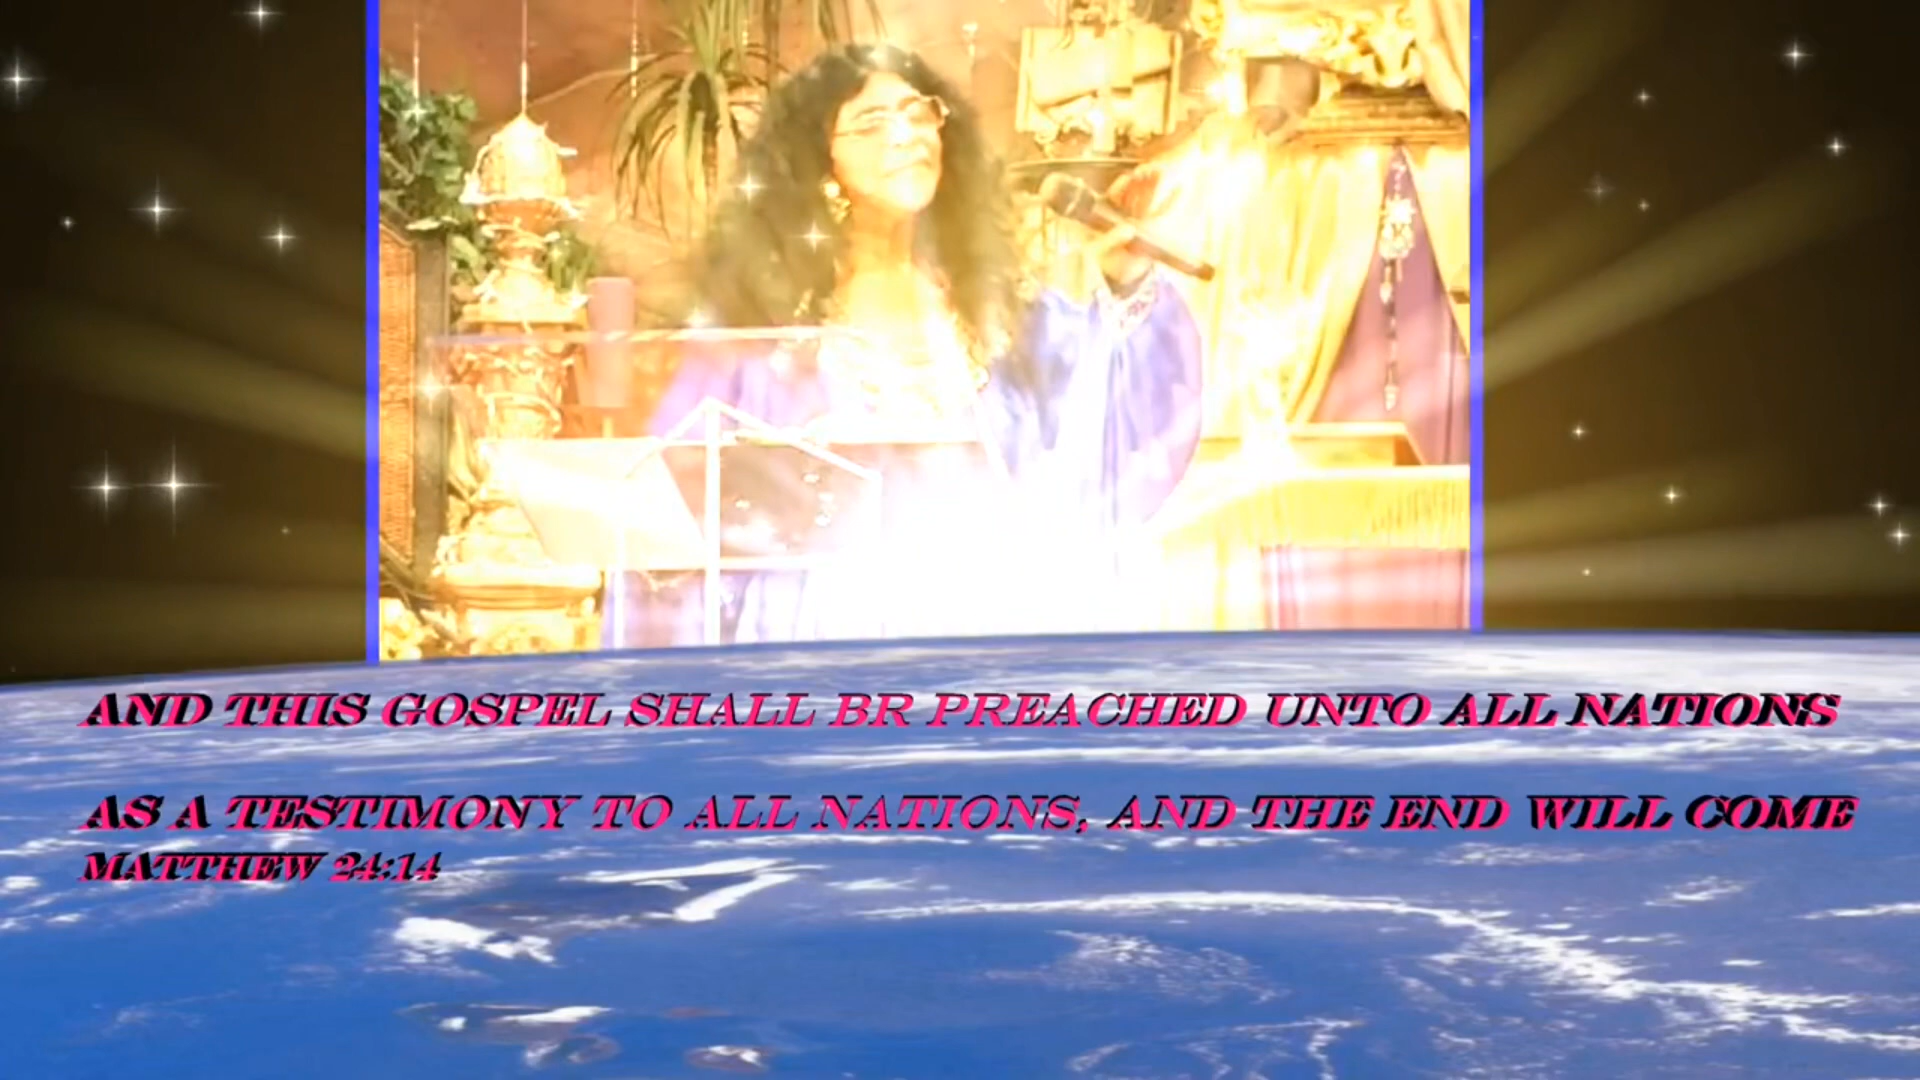 AND THIS GOSPEL SHALL BR PREACHED UNTO ALL NATIONS
AS A TESTIMONY TO ALL NATIONS, AND THE END WILL COME
MATTHEW 24:14